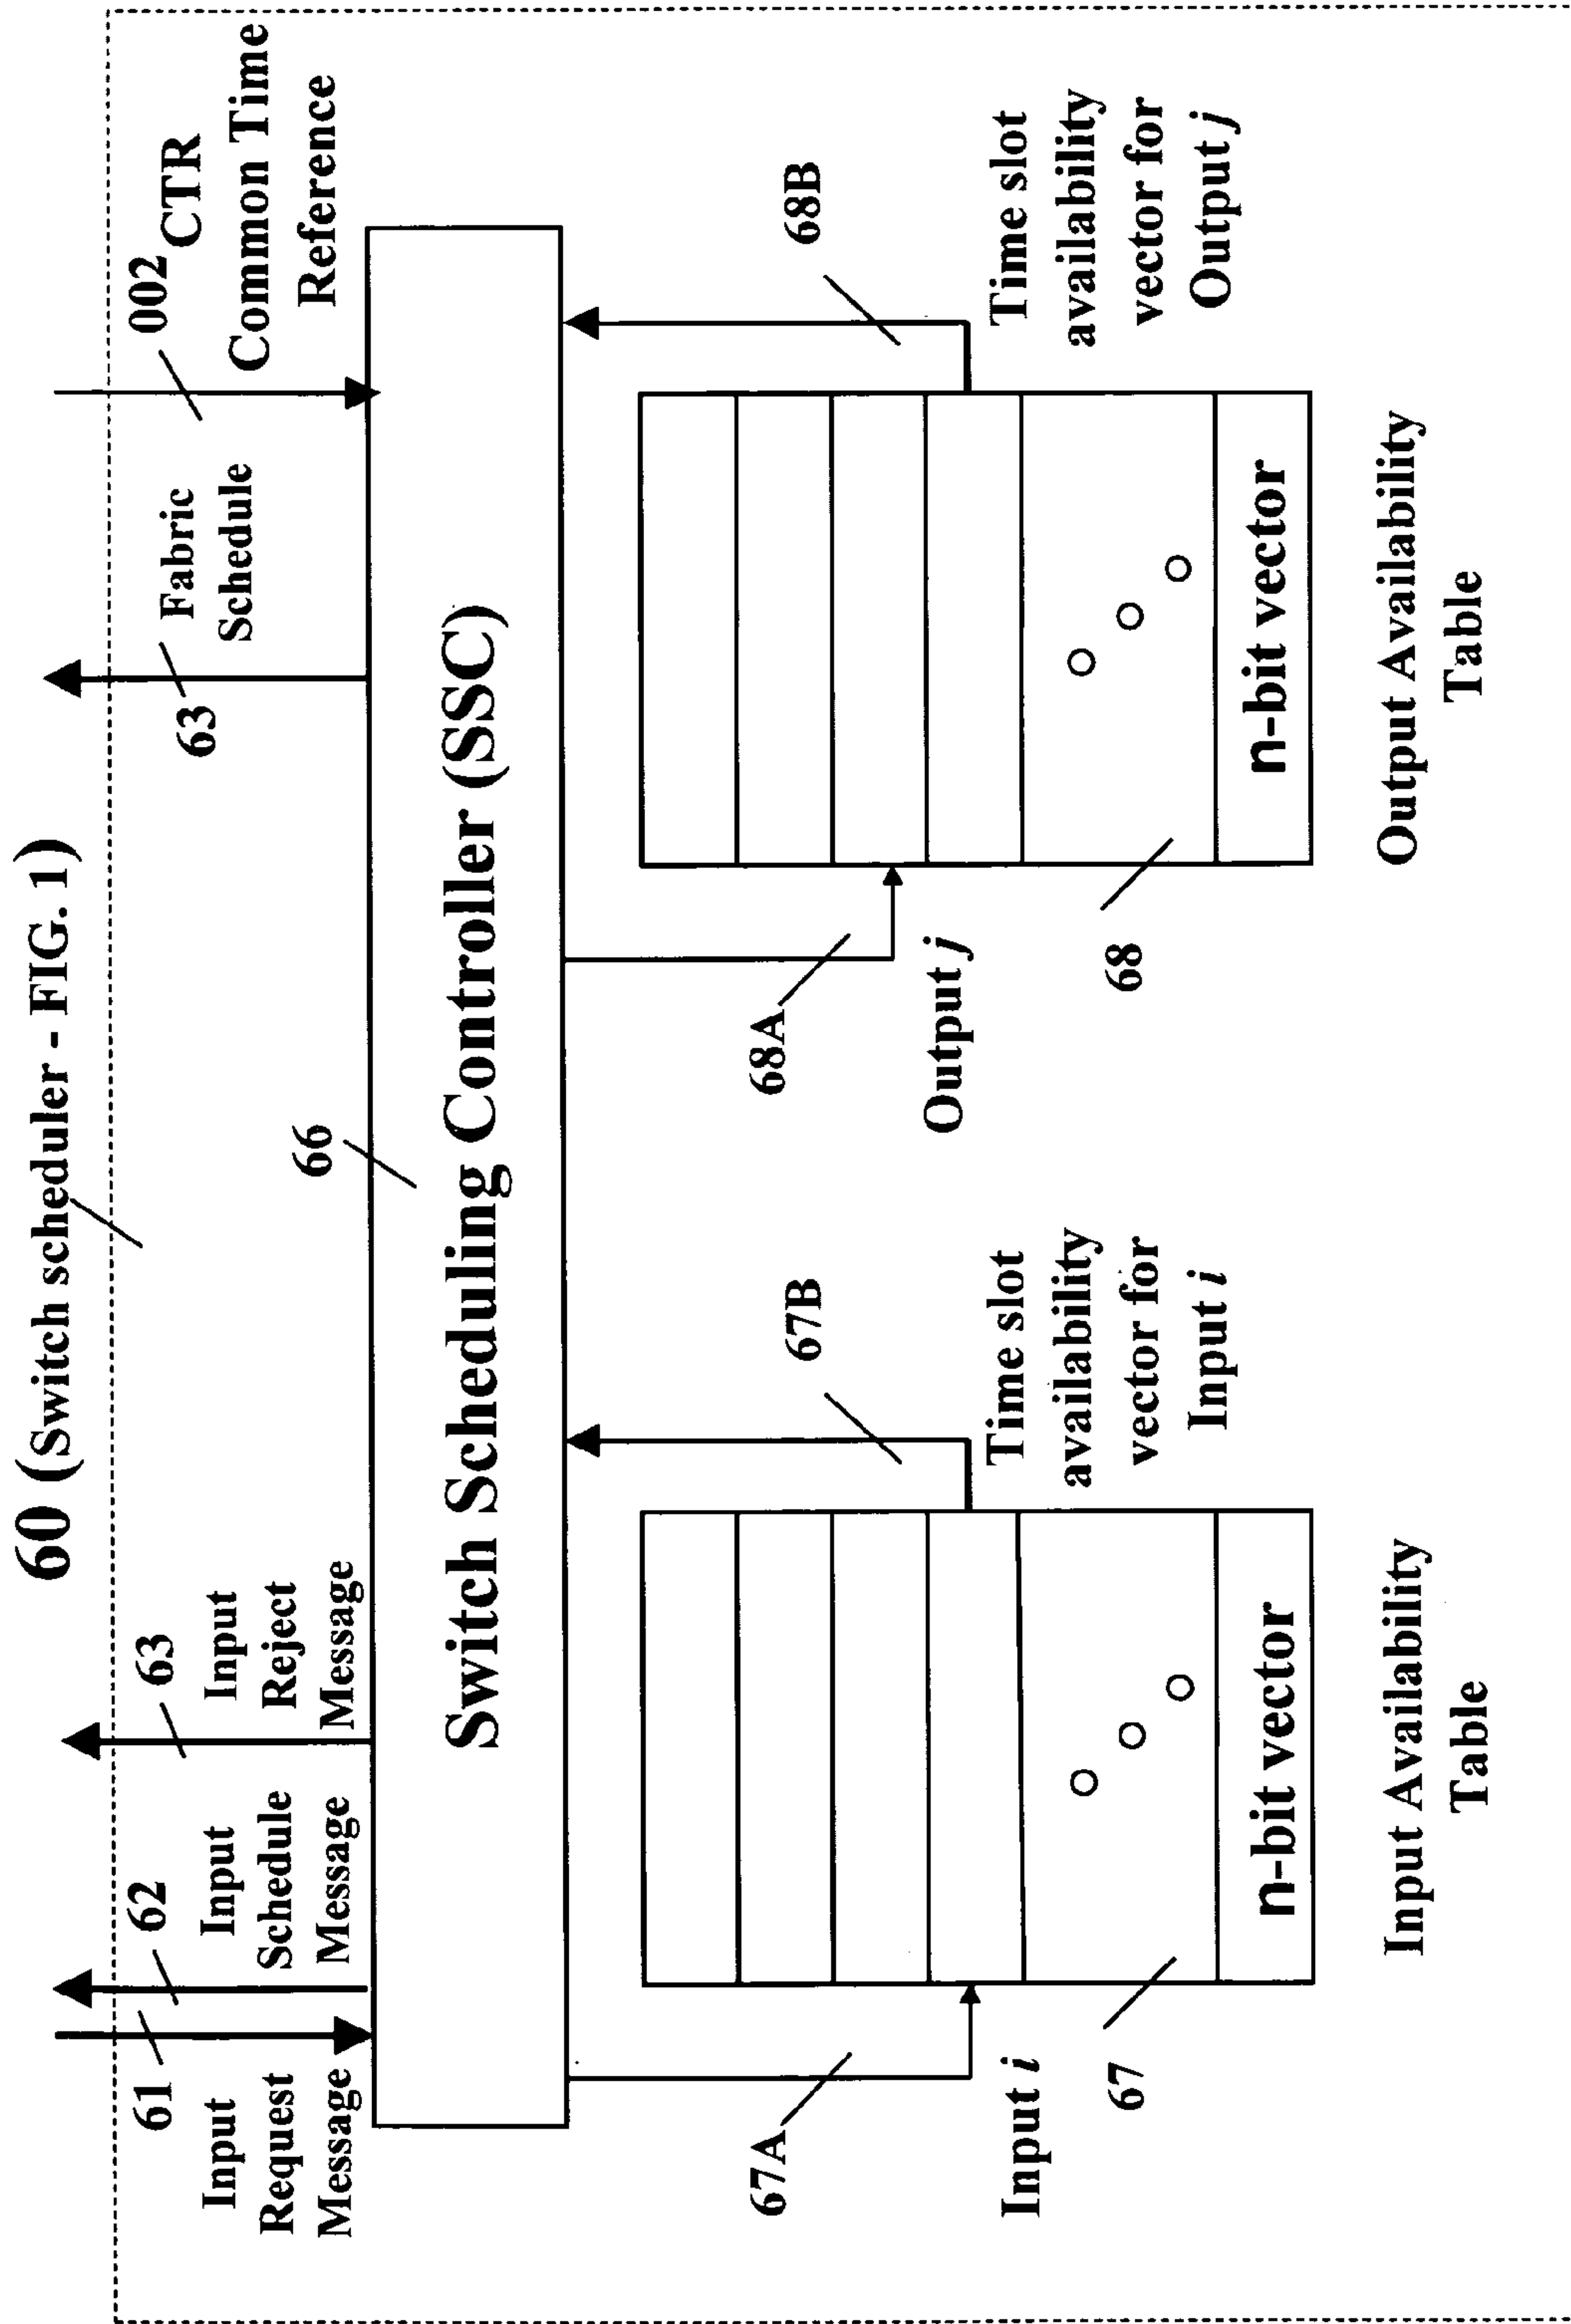 60 (Switch scheduler - FIG. 1)
61
Input
Request
Message
62
Input
Schedule
Message
63
Input
Reject
Message
63
Fabric
Schedule
002
CTR
Common Time
Reference
66
Switch Scheduling Controller (SSC)
67A
Input i
67
n-bit vector
67B
Time slot
availability
vector for
Input i
Input Availability
Table
68A
Output j
68
n-bit vector
68B
Time slot
availability
vector for
Output j
Output Availability
Table